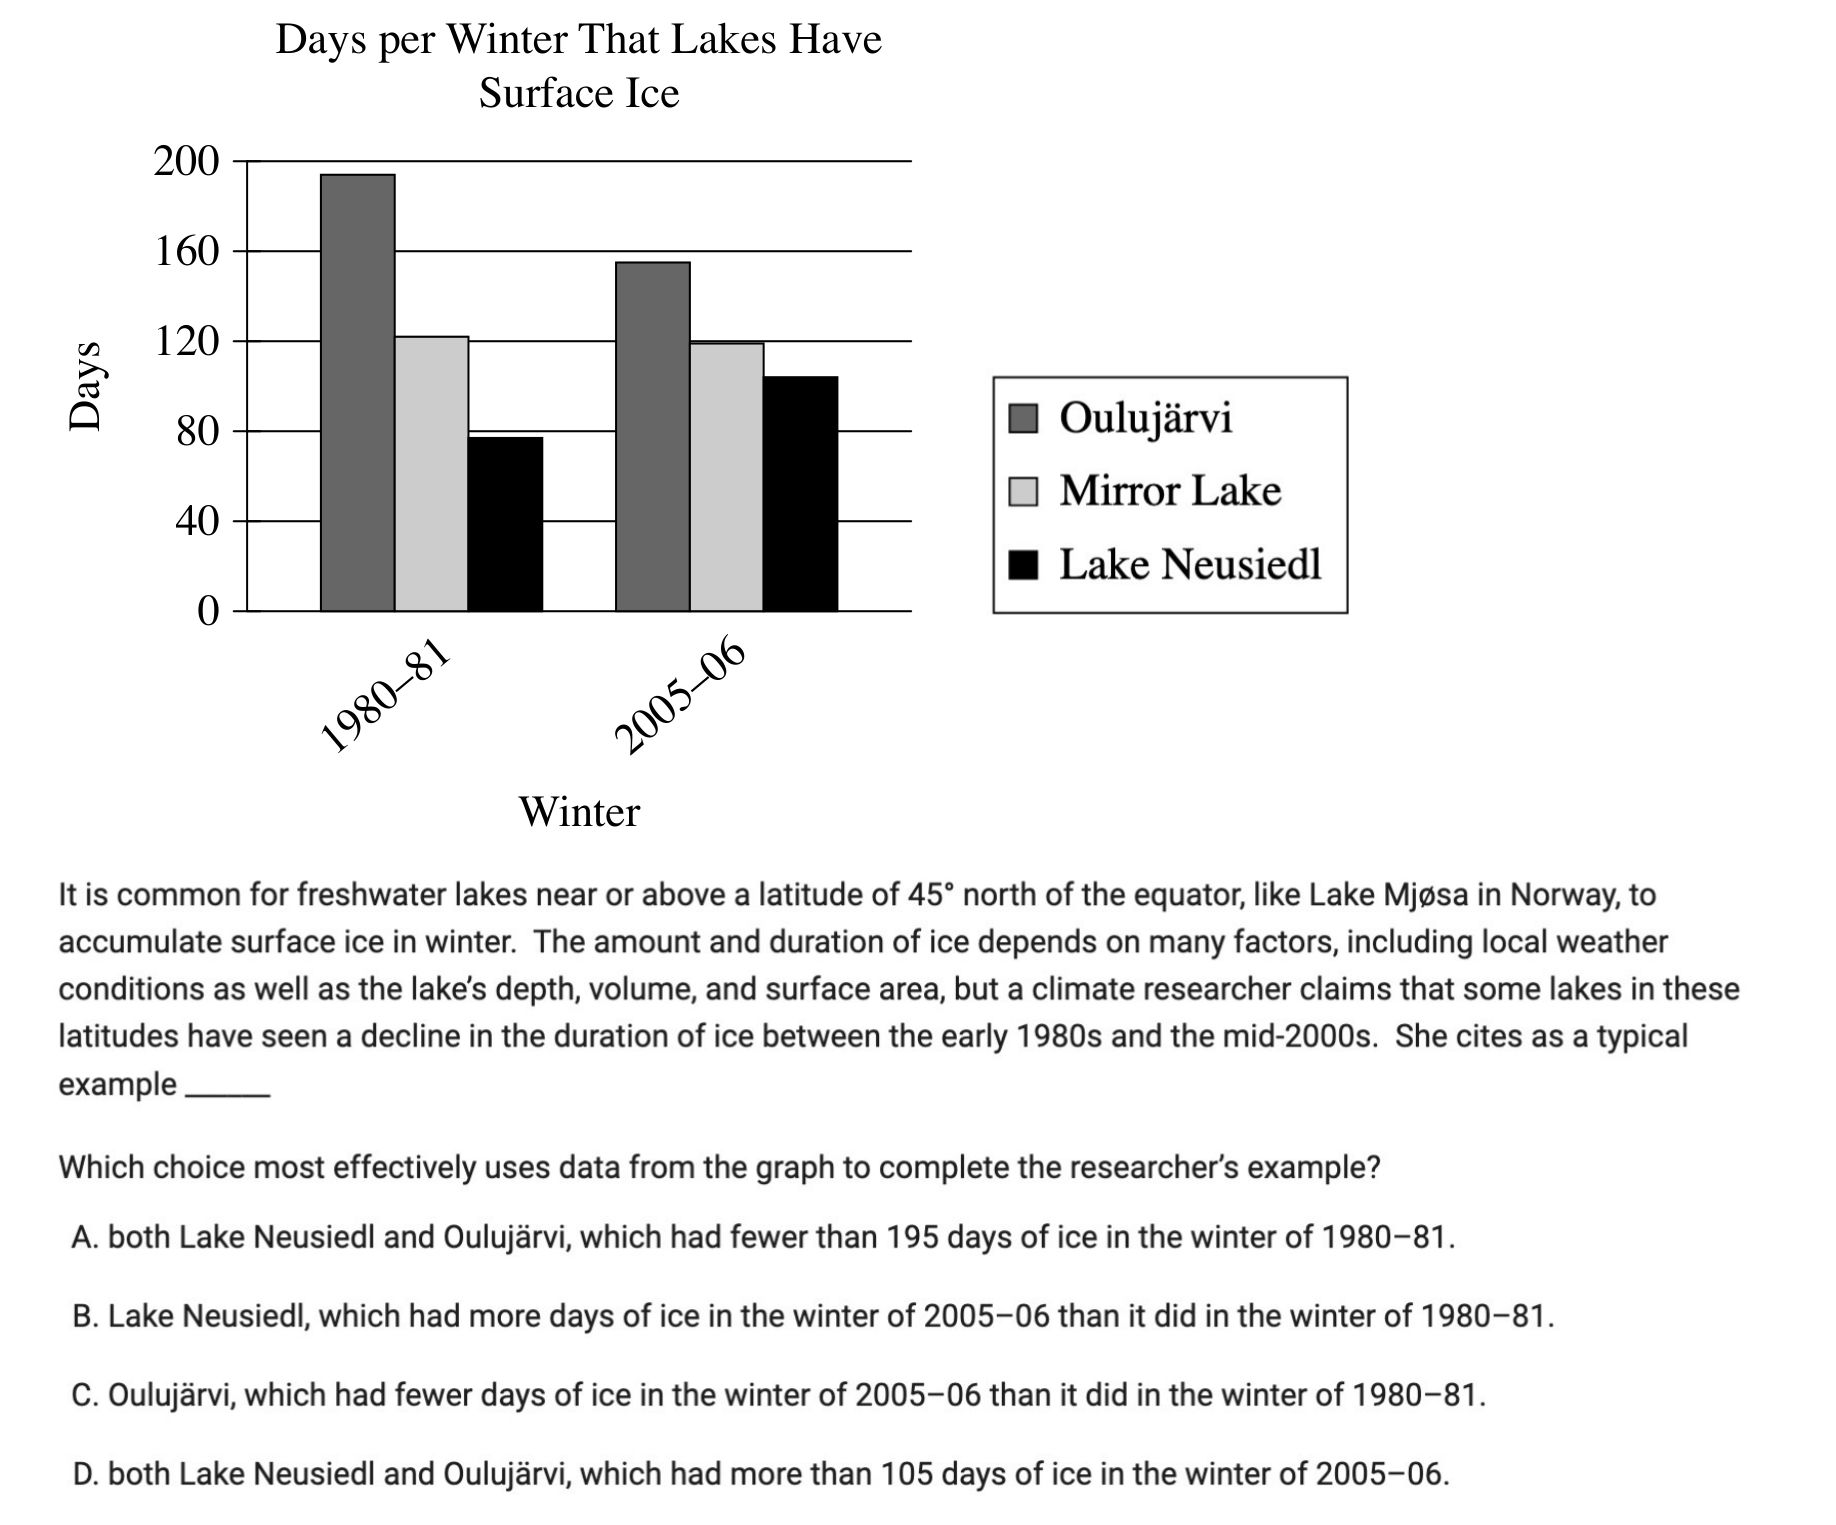 Days per Winter That Lakes Have
Surface Ice
200
160
120
80
40
0
Days
1980–81
2005–06
Winter
Oulujärvi
Mirror Lake
Lake Neusiedl
It is common for freshwater lakes near or above a latitude of 45° north of the equator, like Lake Mjøsa in Norway, to
accumulate surface ice in winter.  The amount and duration of ice depends on many factors, including local weather
conditions as well as the lake's depth, volume, and surface area, but a climate researcher claims that some lakes in these
latitudes have seen a decline in the duration of ice between the early 1980s and the mid-2000s.  She cites as a typical
example ______
Which choice most effectively uses data from the graph to complete the researcher's example?
A. both Lake Neusiedl and Oulujärvi, which had fewer than 195 days of ice in the winter of 1980–81.
B. Lake Neusiedl, which had more days of ice in the winter of 2005–06 than it did in the winter of 1980–81.
C. Oulujärvi, which had fewer days of ice in the winter of 2005–06 than it did in the winter of 1980–81.
D. both Lake Neusiedl and Oulujärvi, which had more than 105 days of ice in the winter of 2005–06.